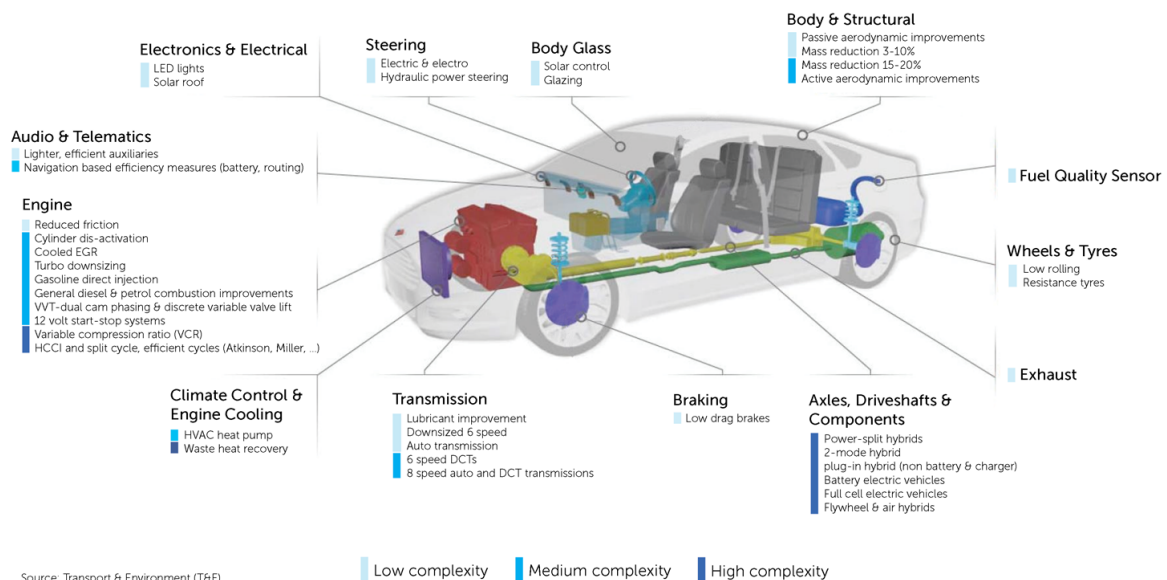 Body & Structural
Passive aerodynamic improvements
Mass reduction 3-10%
Mass reduction 15-20%
Active aerodynamic improvements
Electronics & Electrical
LED lights
Solar roof
Steering
Electric & electro
Hydraulic power steering
Body Glass
Solar control
Glazing
Audio & Telematics
Lighter, efficient auxiliaries
Navigation based efficiency measures (battery, routing)
Fuel Quality Sensor
Engine
Reduced friction
Cylinder dis-activation
Cooled EGR
Turbo downsizing
Gasoline direct injection
General diesel & petrol combustion improvements
VVT-dual cam phasing & discrete variable valve lift
12 volt start-stop systems
Variable compression ratio (VCR)
HCCI and split cycle, efficient cycles (Atkinson, Miller, ...)
Wheels & Tyres
Low rolling
Resistance tyres
Exhaust
Climate Control &
Engine Cooling
HVAC heat pump
Waste heat recovery
Transmission
Lubricant improvement
Downsized 6 speed
Auto transmission
6 speed DCTs
8 speed auto and DCT transmissions
Braking
Low drag brakes
Axles, Driveshafts &
Components
Power-split hybrids
2-mode hybrid
plug-in hybrid (non battery & charger)
Battery electric vehicles
Full cell electric vehicles
Flywheel & air hybrids
Low complexity
Medium complexity
High complexity
Source: Transport & Environment (T&E)